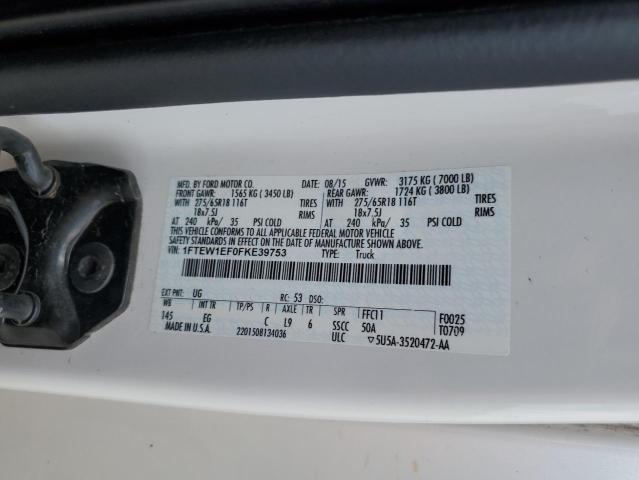 MFD. BY FORD MOTOR CO. DATE: 08/15 GVWR: 3175 KG ( 7000 LB)
FRONT GAWR: 1565 KG ( 3450 LB) REAR GAWR: 1724 KG ( 3800 LB)
WITH 275/65R18 116T TIRES WITH 275/65R18 116T TIRES
18x7.5J RIMS 18x7.5J RIMS
AT 240 kPa/ 35 PSI COLD AT 240 kPa/ 35 PSI COLD
THIS VEHICLE CONFORMS TO ALL APPLICABLE FEDERAL MOTOR VEHICLE
SAFETY AND THEFT PREVENTION STANDARDS IN EFFECT ON THE DATE OF MANUFACTURE SHOWN ABOVE.
VIN: 1FTEW1EF0FKE39753 TYPE: Truck
EXT PNT: UG RC: 53 DSO: F0025
WB INT TR TP/PS R AXLE TR SPR FFC11 T0709
145 EG C L9 6 SSCC 50A
MADE IN U.S.A. 2201508134036 ULC ▽5U5A-3520472-AA